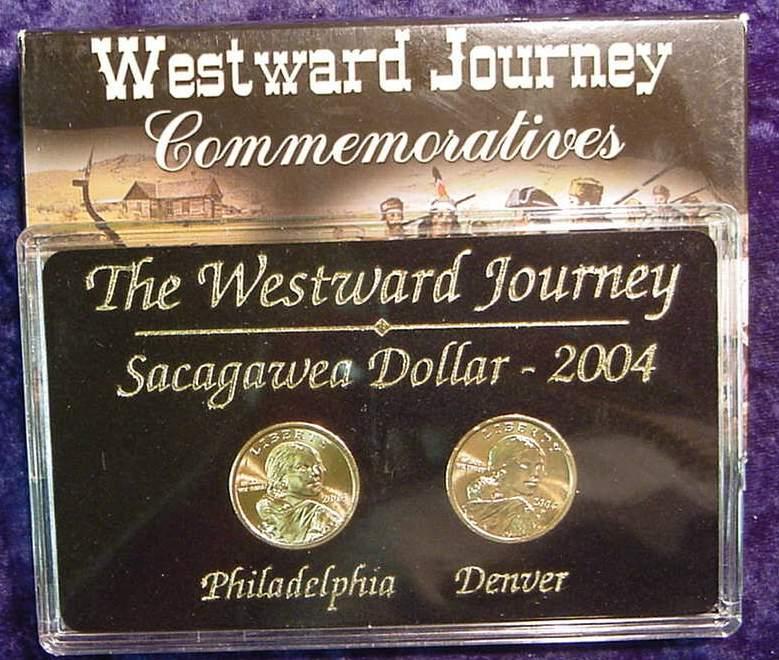 Westward Journey
Commemoratives
The Westward Journey
Sacagawea Dollar - 2004
LIBERTY
LIBERTY
Philadelphia
Denver